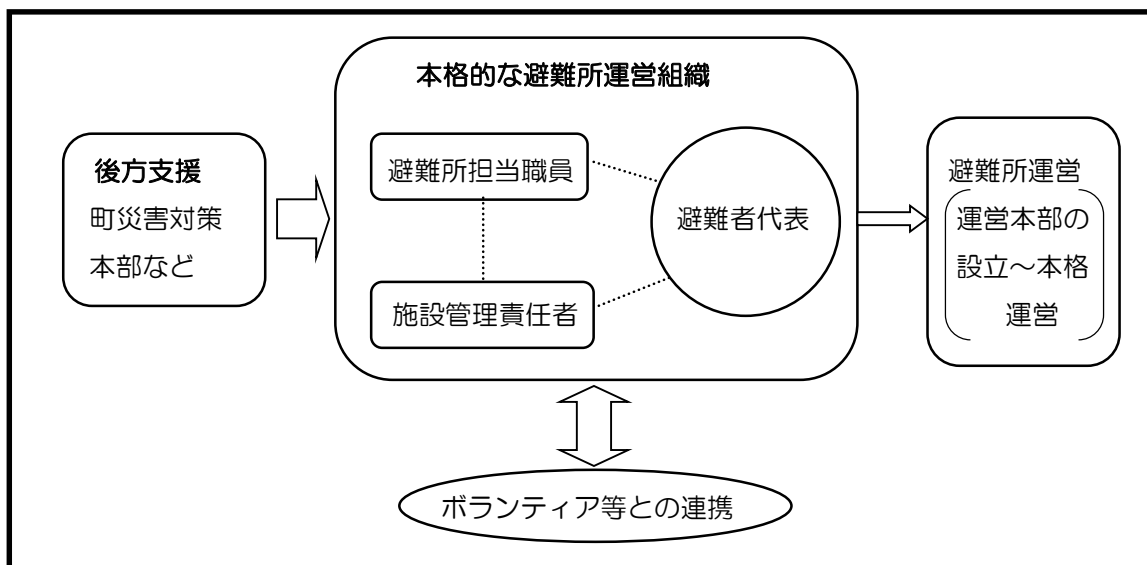 本格的な避難所運営組織
後方支援
町災害対策
本部など
避難所担当職員
施設管理責任者
避難者代表
避難所運営
運営本部の
設立～本格
運営
ボランティア等との連携